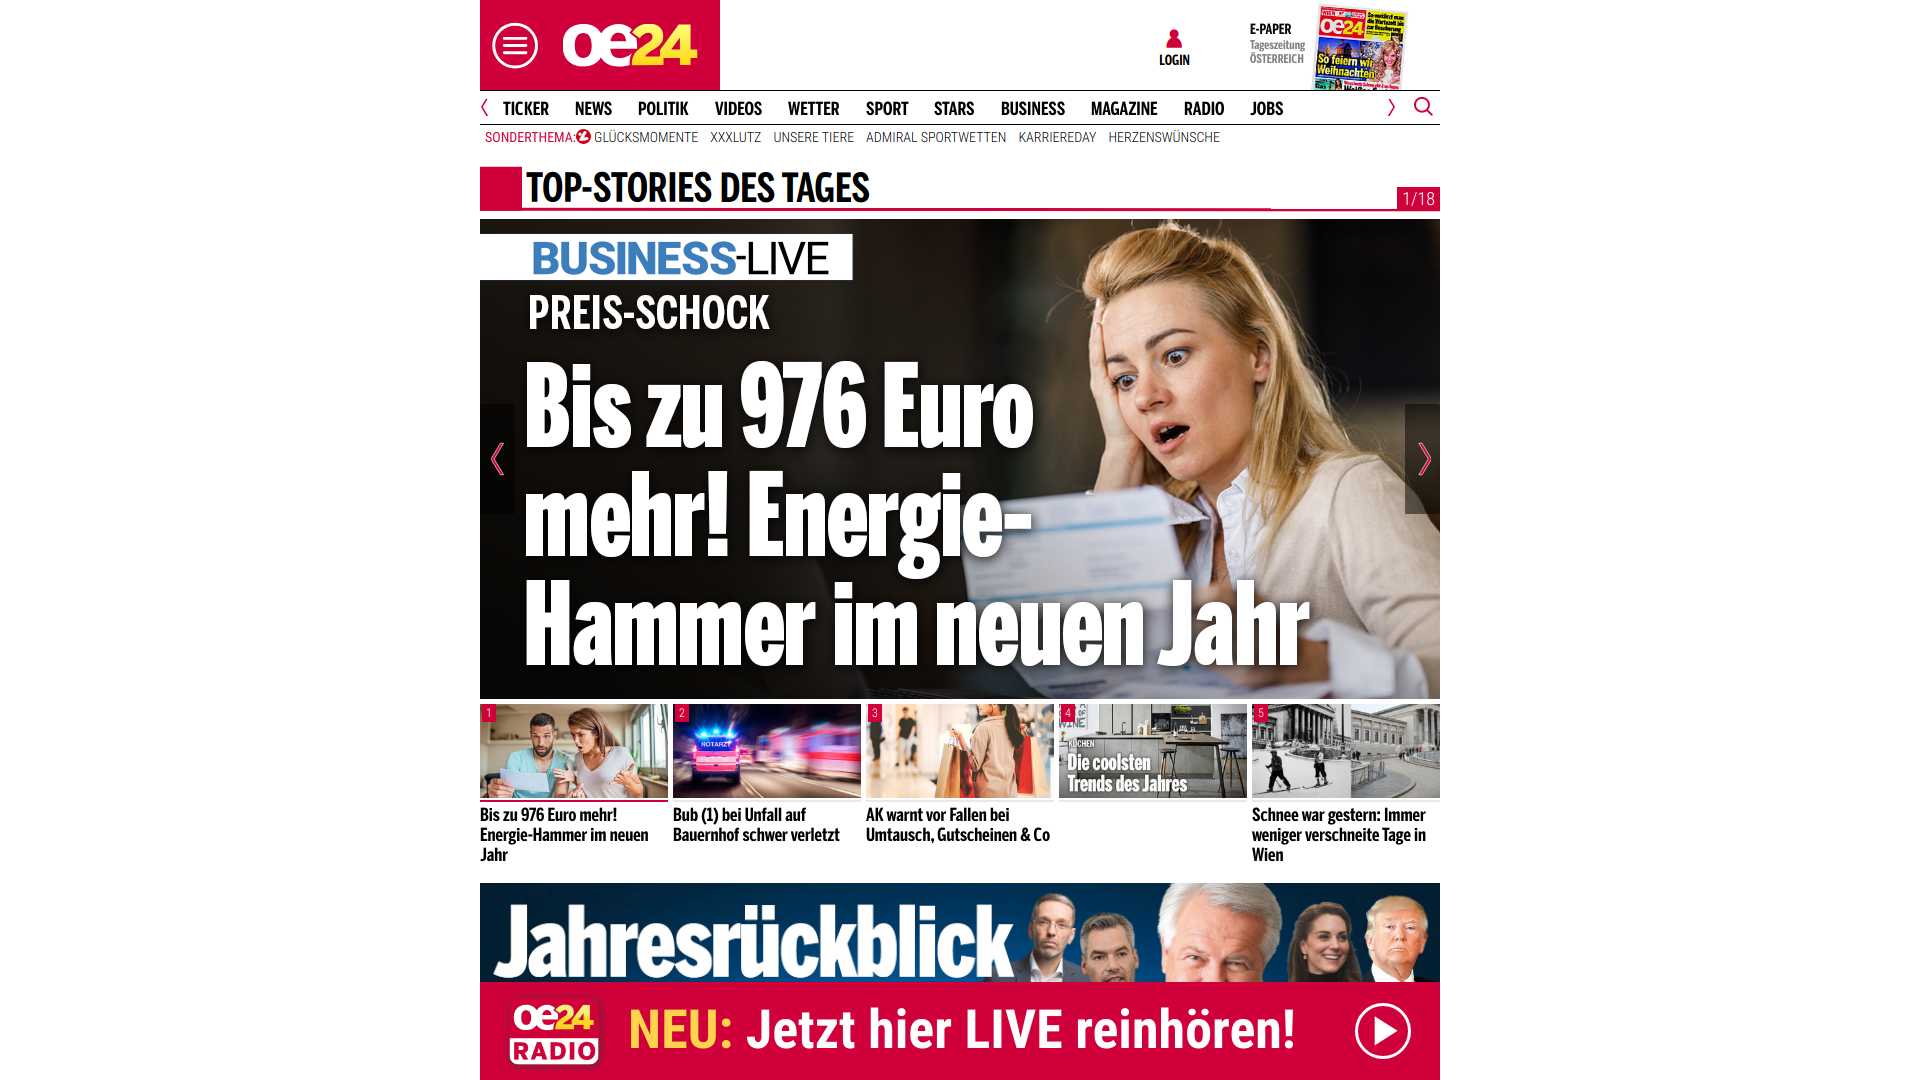 oe24
LOGIN
E-PAPER
Tageszeitung
ÖSTERREICH
oe24
So feiern wir
Weihnachten
TICKER NEWS POLITIK VIDEOS WETTER SPORT STARS BUSINESS MAGAZINE RADIO JOBS
SONDERTHEMA: GLÜCKSMOMENTE XXXLUTZ UNSERE TIERE ADMIRAL SPORTWETTEN KARRIEREDAY HERZENSWÜNSCHE
TOP-STORIES DES TAGES
1/18
BUSINESS-LIVE
PREIS-SCHOCK
Bis zu 976 Euro
mehr! Energie-
Hammer im neuen Jahr
1
2
3
4
5
NOTARZT
KÜCHEN
Die coolsten
Trends des Jahres
Bis zu 976 Euro mehr!
Energie-Hammer im neuen
Jahr
Bub (1) bei Unfall auf
Bauernhof schwer verletzt
AK warnt vor Fallen bei
Umtausch, Gutscheinen & Co
Schnee war gestern: Immer
weniger verschneite Tage in
Wien
Jahresrückblick
oe24
RADIO
NEU: Jetzt hier LIVE reinhören!